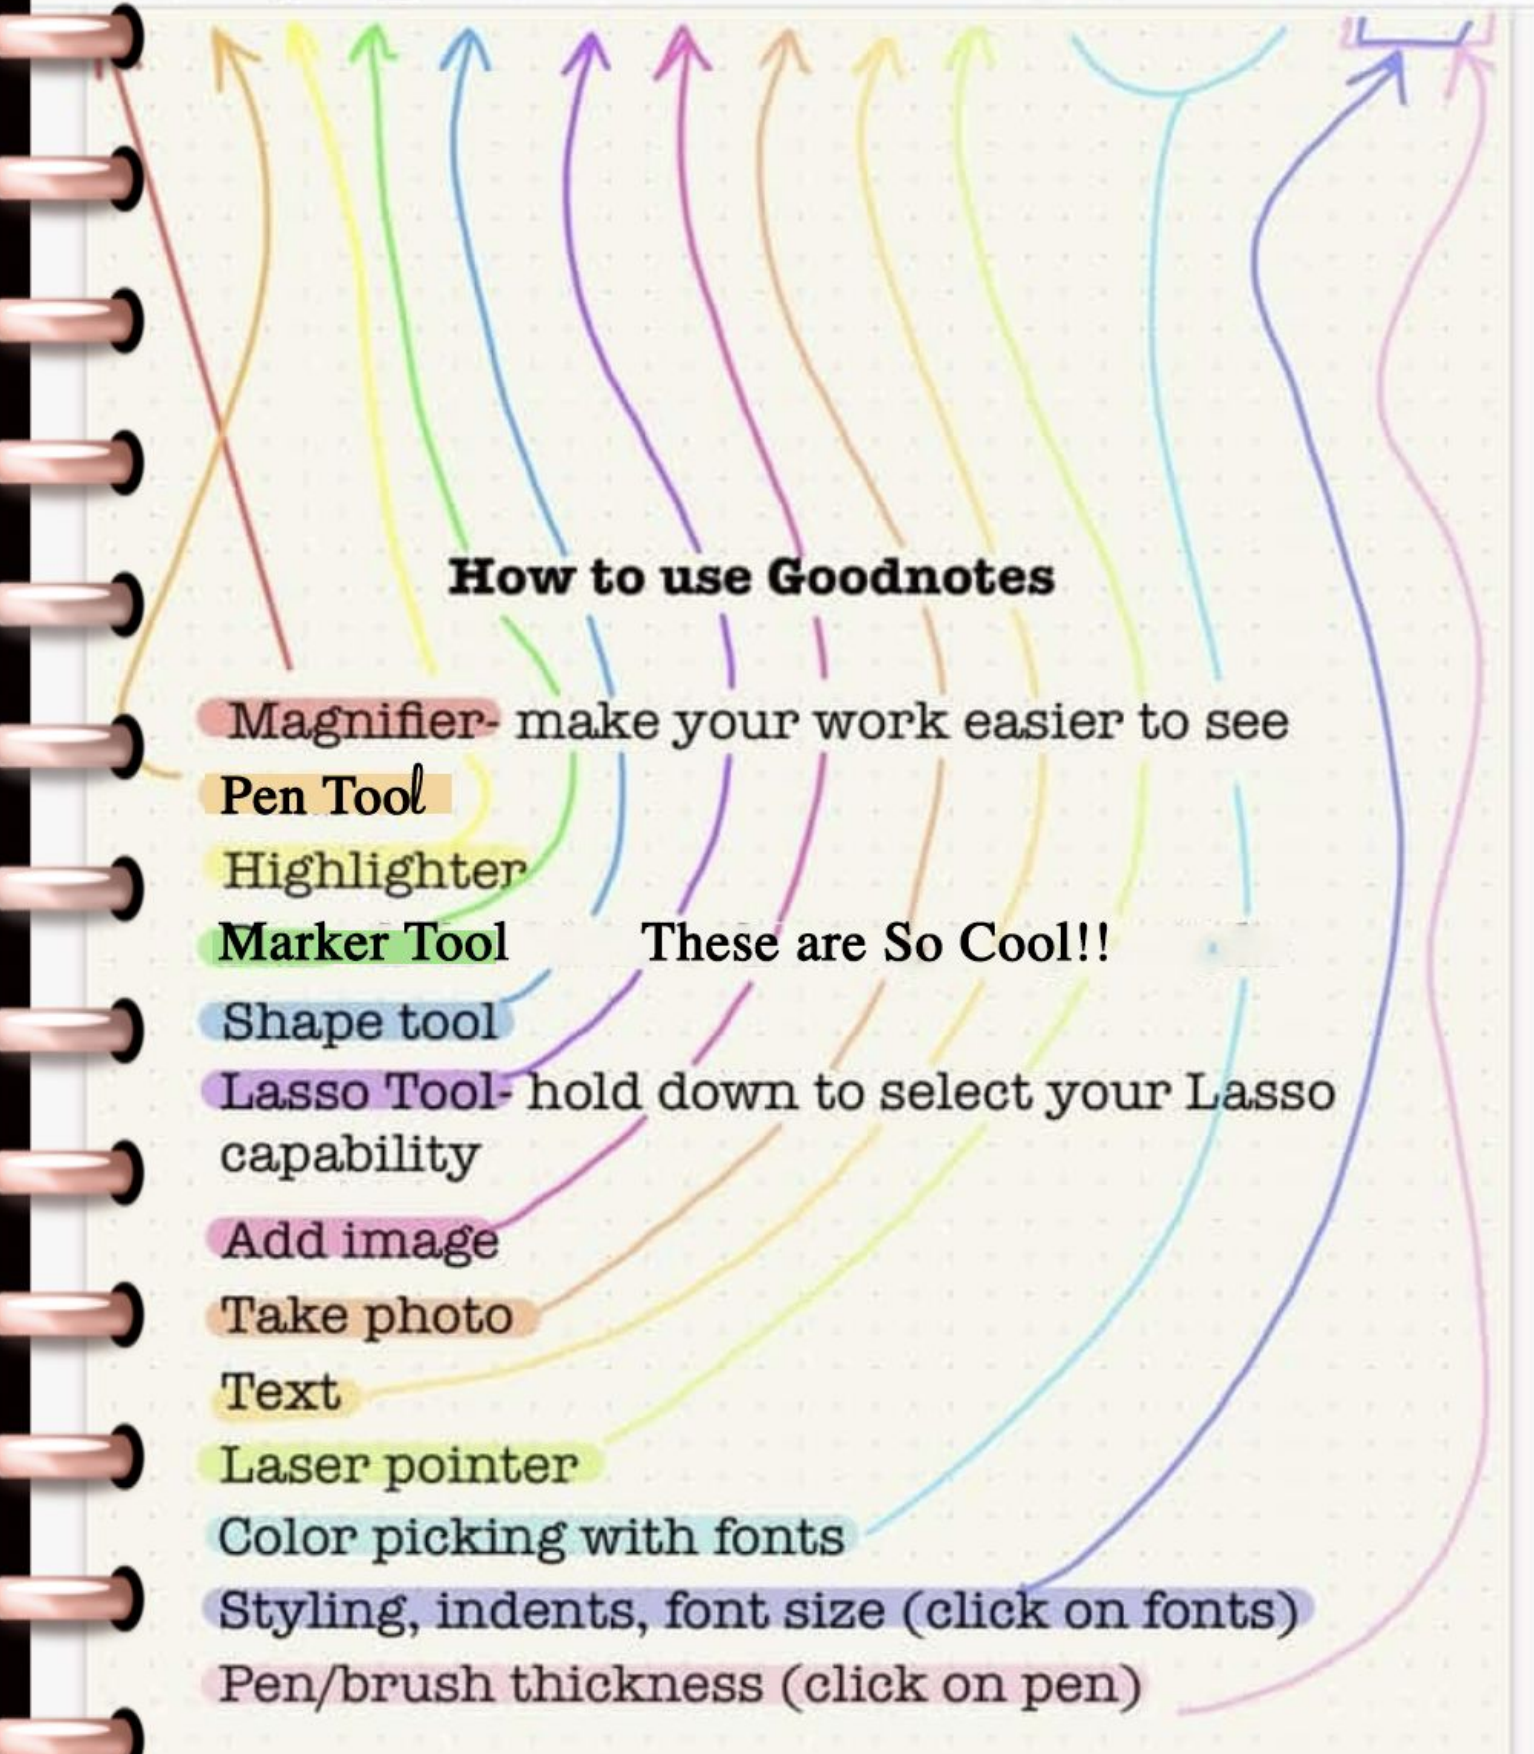 How to use Goodnotes
Magnifier- make your work easier to see
Pen Tool
Highlighter
Marker Tool These are So Cool!!
Shape tool
Lasso Tool- hold down to select your Lasso
capability
Add image
Take photo
Text
Laser pointer
Color picking with fonts
Styling, indents, font size (click on fonts)
Pen/brush thickness (click on pen)